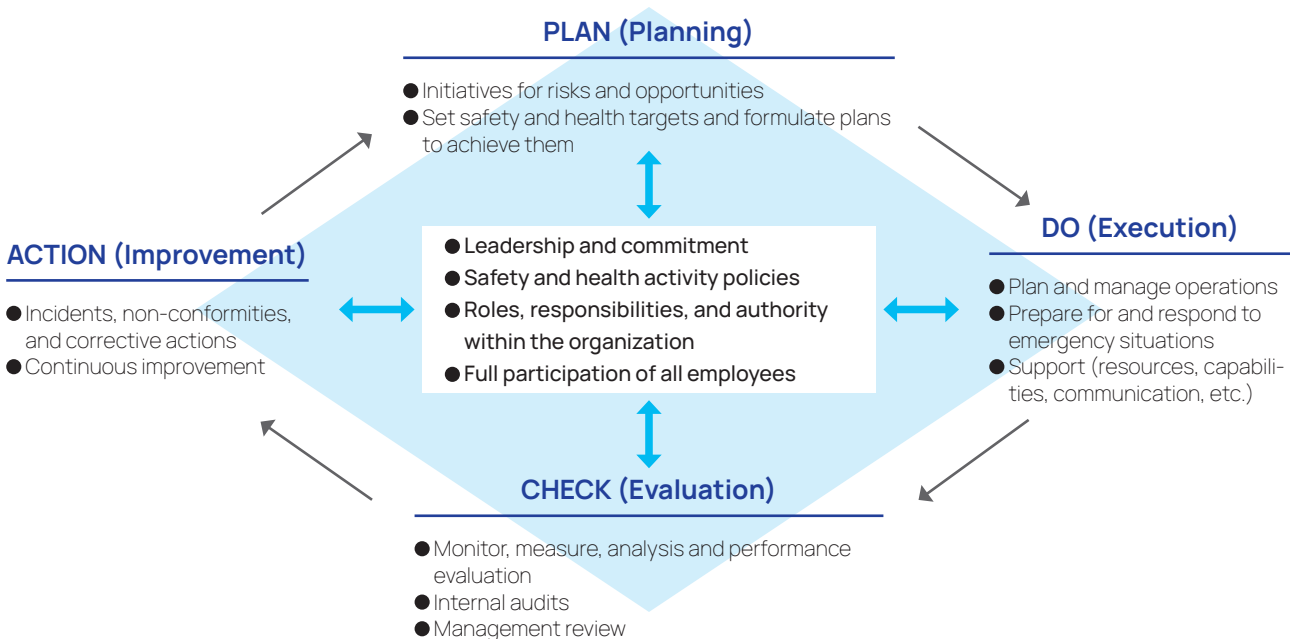 PLAN (Planning)
● Initiatives for risks and opportunities
● Set safety and health targets and formulate plans
to achieve them
ACTION (Improvement)
● Incidents, non-conformities,
and corrective actions
● Continuous improvement
● Leadership and commitment
● Safety and health activity policies
● Roles, responsibilities, and authority
within the organization
● Full participation of all employees
DO (Execution)
● Plan and manage operations
● Prepare for and respond to
emergency situations
● Support (resources, capabili-
ties, communication, etc.)
CHECK (Evaluation)
● Monitor, measure, analysis and performance
evaluation
● Internal audits
● Management review